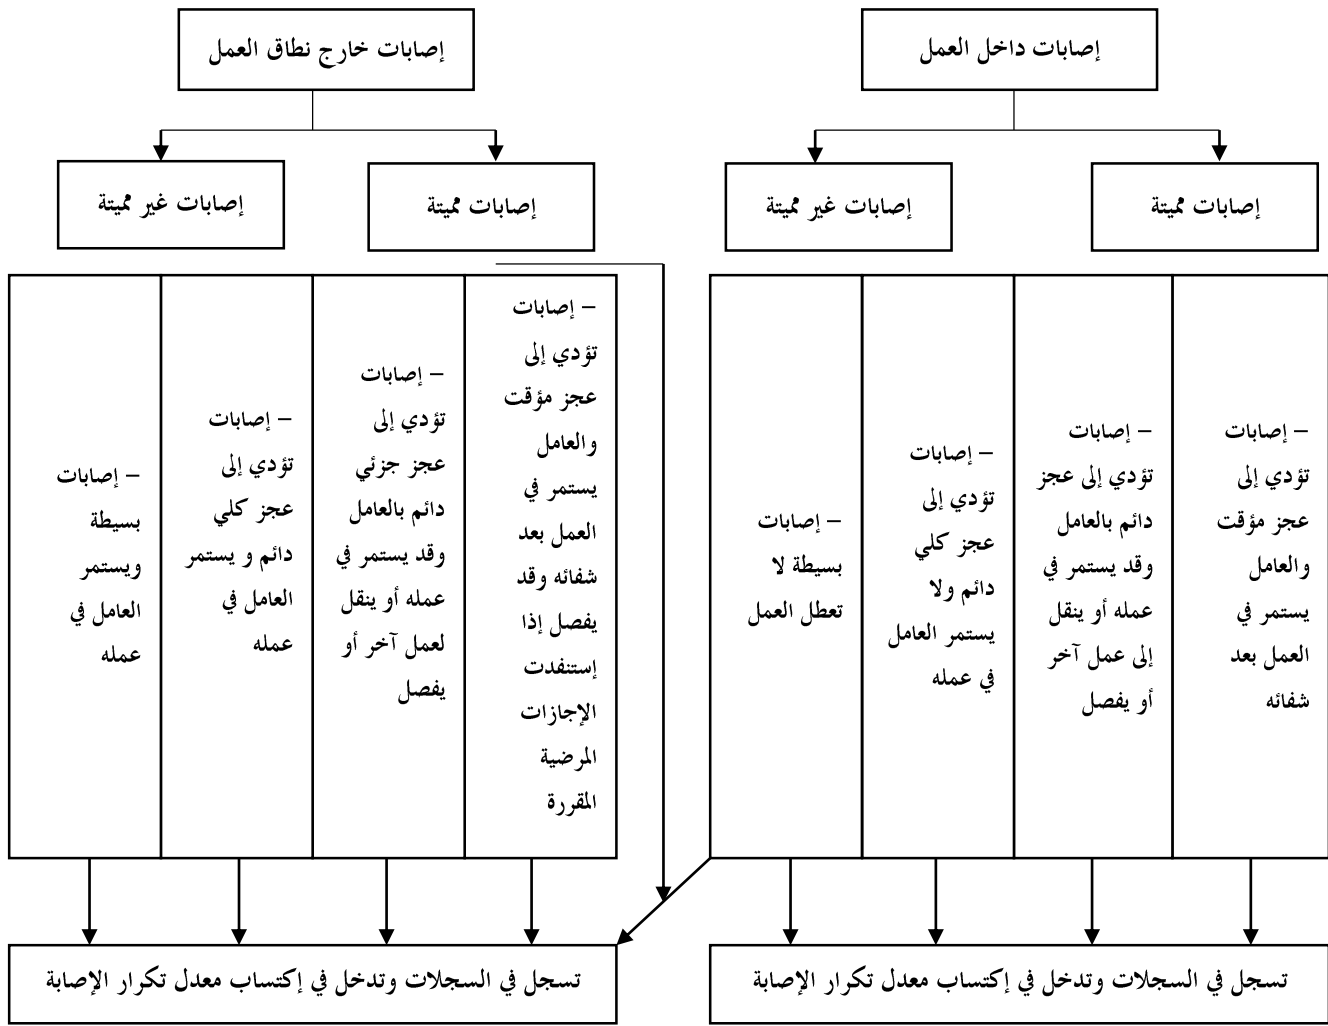 إصابات داخل العمل
إصابات خارج نطاق العمل
إصابات مميتة
إصابات غير مميتة
إصابات مميتة
إصابات غير مميتة
– إصابات
تؤدي إلى
عجز مؤقت
والعامل
يستمر في
العمل بعد
شفائه
– إصابات
تؤدي إلى عجز
دائم بالعامل
وقد يستمر في
عمله أو ينقل
إلى عمل آخر
أو يفصل
– إصابات
تؤدي إلى
عجز كلي
دائم ولا
يستمر العامل
في عمله
– إصابات
بسيطة لا
تعطل العمل
– إصابات
تؤدي إلى
عجز مؤقت
والعامل
يستمر في
العمل بعد
شفائه وقد
يفصل إذا
إستنفدت
الإجازات
المرضية
المقررة
– إصابات
تؤدي إلى
عجز جزئي
دائم بالعامل
وقد يستمر في
عمله أو ينقل
لعمل آخر أو
يفصل
– إصابات
تؤدي إلى
عجز كلي
دائم و يستمر
العامل في
عمله
– إصابات
بسيطة
ويستمر
العامل في
عمله
تسجل في السجلات وتدخل في إكتساب معدل تكرار الإصابة
تسجل في السجلات وتدخل في إكتساب معدل تكرار الإصابة